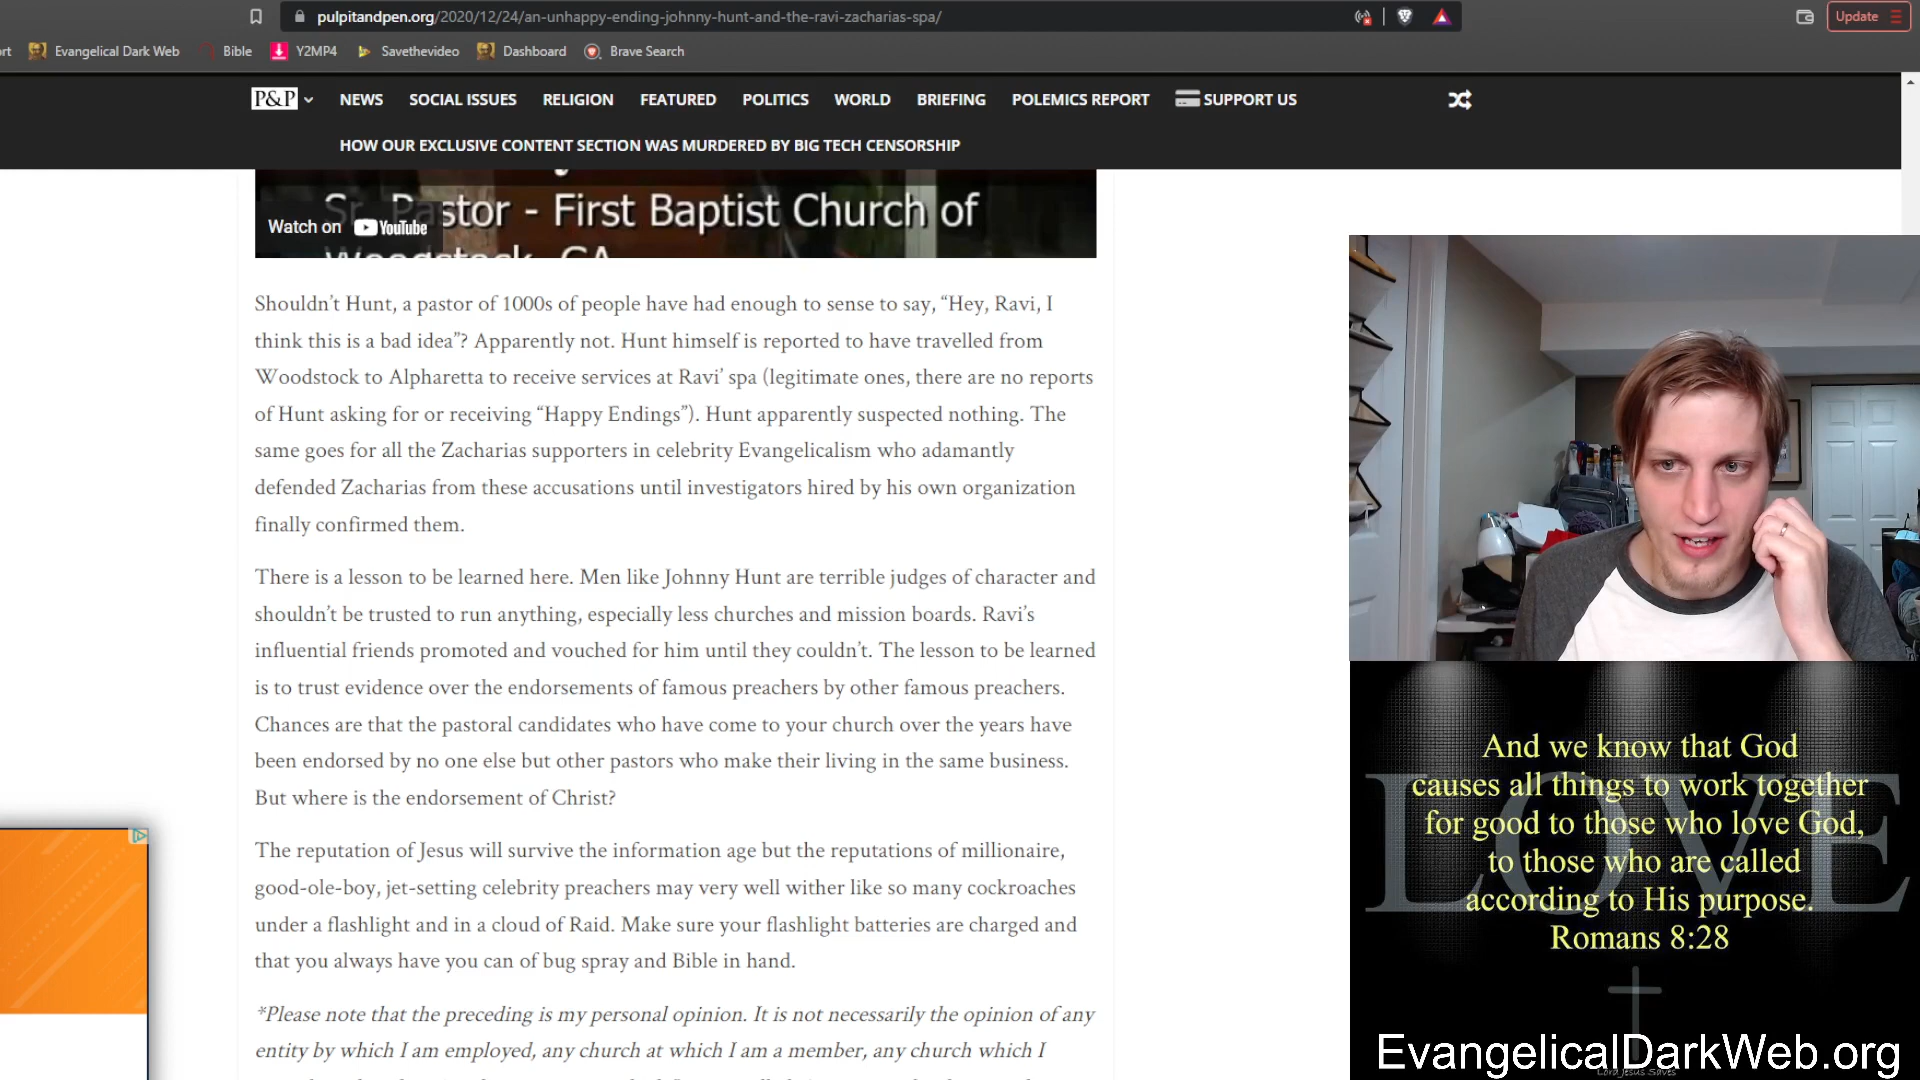 pulpitandpen.org/2020/12/24/an-unhappy-ending-johnny-hunt-and-the-ravi-zacharias-spa/
Update
rt
Evangelical Dark Web
Bible
Y2MP4
Savethevideo
Dashboard
Brave Search
P&P
NEWS
SOCIAL ISSUES
RELIGION
FEATURED
POLITICS
WORLD
BRIEFING
POLEMICS REPORT
SUPPORT US
HOW OUR EXCLUSIVE CONTENT SECTION WAS MURDERED BY BIG TECH CENSORSHIP
Sr. Pastor - First Baptist Church of
Watch on YouTube
Woodstock, GA
Shouldn’t Hunt, a pastor of 1000s of people have had enough to sense to say, “Hey, Ravi, I
think this is a bad idea”? Apparently not. Hunt himself is reported to have travelled from
Woodstock to Alpharetta to receive services at Ravi’ spa (legitimate ones, there are no reports
of Hunt asking for or receiving “Happy Endings”). Hunt apparently suspected nothing. The
same goes for all the Zacharias supporters in celebrity Evangelicalism who adamantly
defended Zacharias from these accusations until investigators hired by his own organization
finally confirmed them.
There is a lesson to be learned here. Men like Johnny Hunt are terrible judges of character and
shouldn’t be trusted to run anything, especially less churches and mission boards. Ravi’s
influential friends promoted and vouched for him until they couldn’t. The lesson to be learned
is to trust evidence over the endorsements of famous preachers by other famous preachers.
Chances are that the pastoral candidates who have come to your church over the years have
been endorsed by no one else but other pastors who make their living in the same business.
But where is the endorsement of Christ?
The reputation of Jesus will survive the information age but the reputations of millionaire,
good-ole-boy, jet-setting celebrity preachers may very well wither like so many cockroaches
under a flashlight and in a cloud of Raid. Make sure your flashlight batteries are charged and
that you always have you can of bug spray and Bible in hand.
*Please note that the preceding is my personal opinion. It is not necessarily the opinion of any
entity by which I am employed, any church at which I am a member, any church which I
LOVE
And we know that God
causes all things to work together
for good to those who love God,
to those who are called
according to His purpose.
Romans 8:28
EvangelicalDarkWeb.org
Lord Jesus Saves